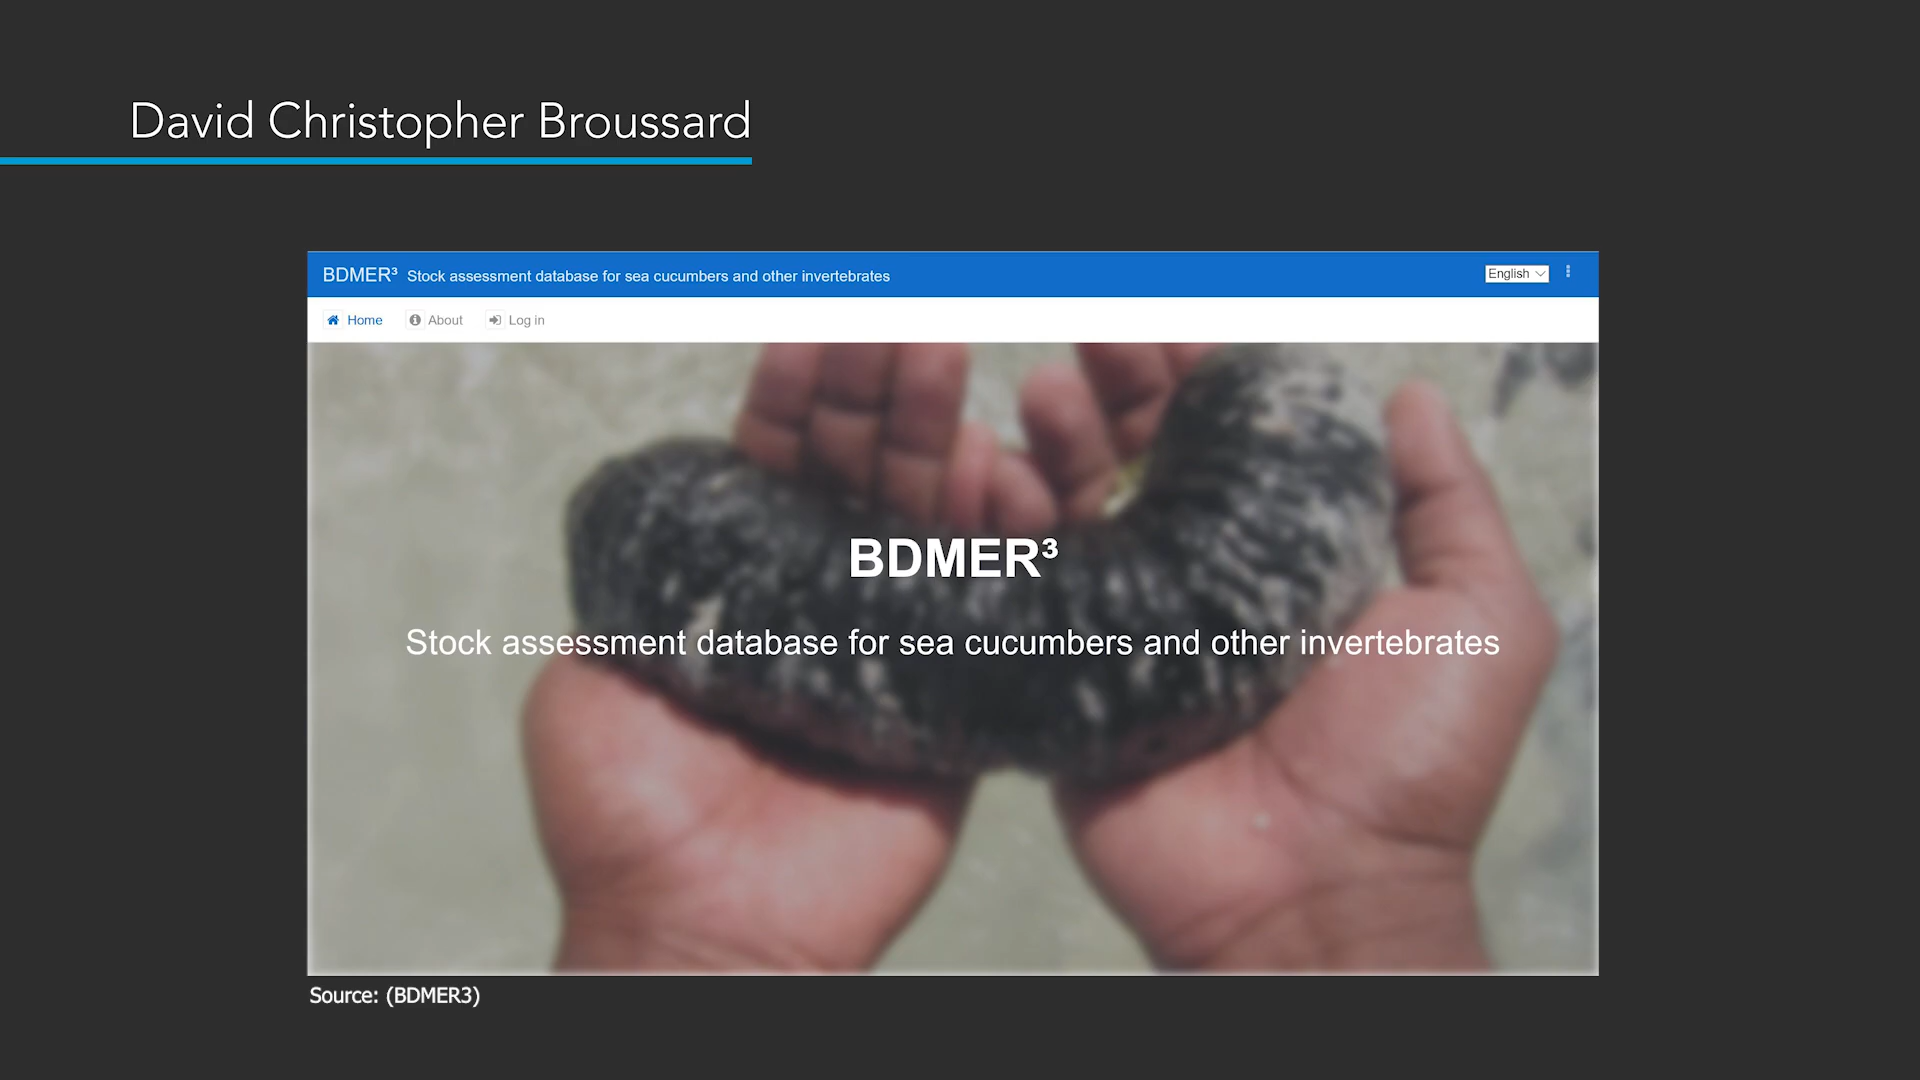 David Christopher Broussard
BDMER³ Stock assessment database for sea cucumbers and other invertebrates
English
Home About Log in
BDMER³
Stock assessment database for sea cucumbers and other invertebrates
Source: (BDMER3)